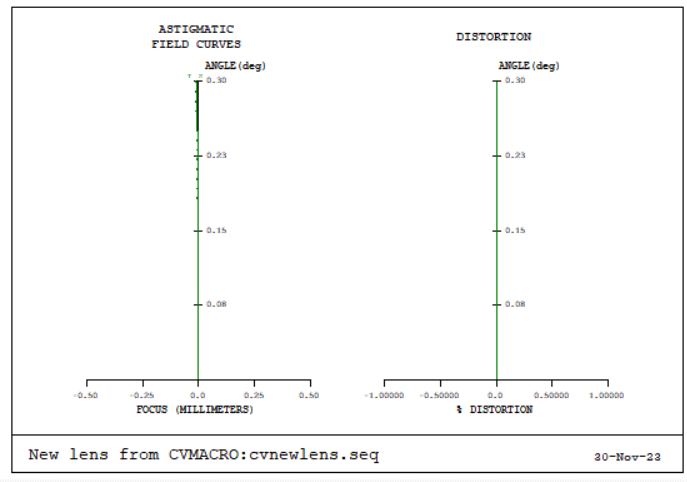 ASTIGMATIC
FIELD CURVES
ANGLE(deg)
0.30
0.23
0.15
0.08
-0.50 -0.25 0.0 0.25 0.50
FOCUS (MILLIMETERS)
DISTORTION
ANGLE(deg)
0.30
0.23
0.15
0.08
-1.00000 -0.50000 0.0 0.50000 1.00000
% DISTORTION
New lens from CVMACRO:cvnewlens.seq
30-Nov-23